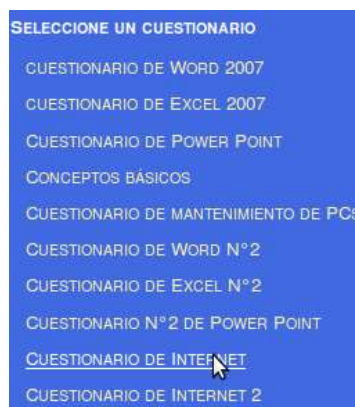 Seleccione un cuestionario
cuestionario de Word 2007
cuestionario de Excel 2007
Cuestionario de Power Point
Conceptos básicos
Cuestionario de mantenimiento de PCs
Cuestionario de Word N°2
Cuestionario de Excel N°2
Cuestionario N°2 de Power Point
Cuestionario de Internet
Cuestionario de Internet 2